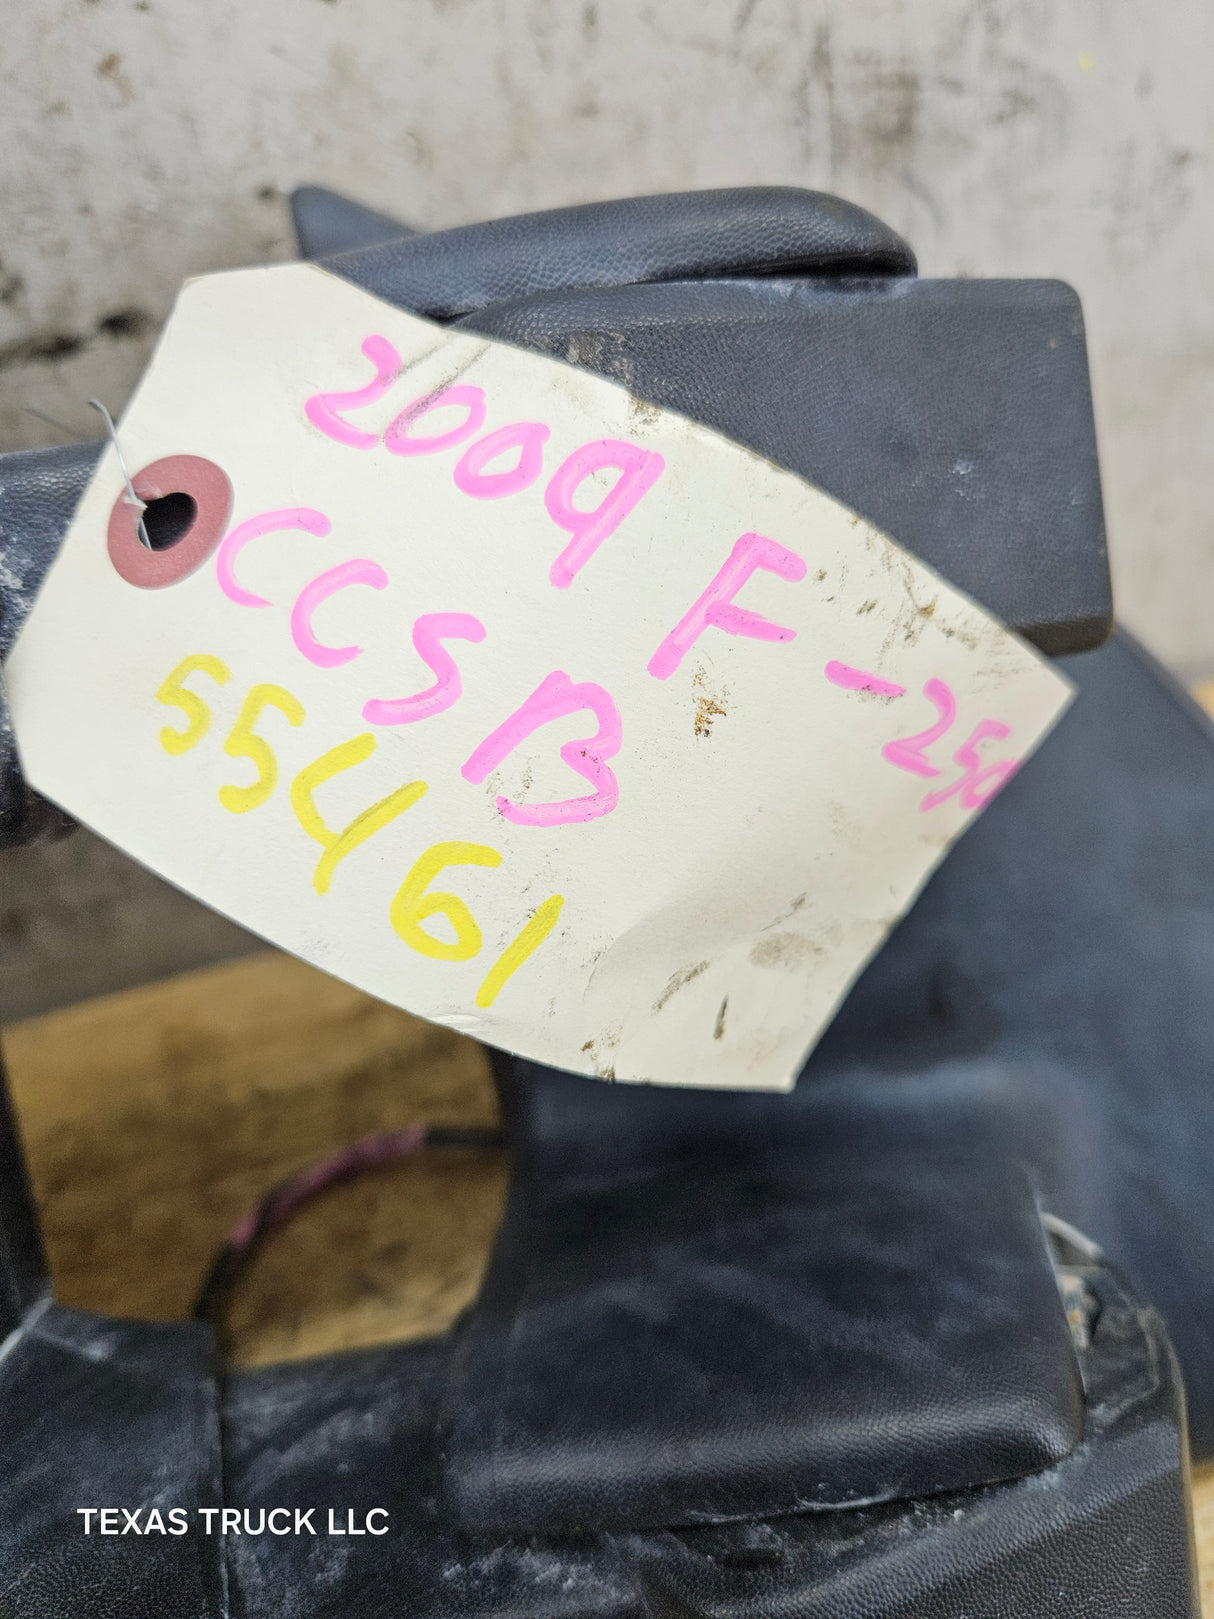 2009 F-250
CCSB
55461
TEXAS TRUCK LLC